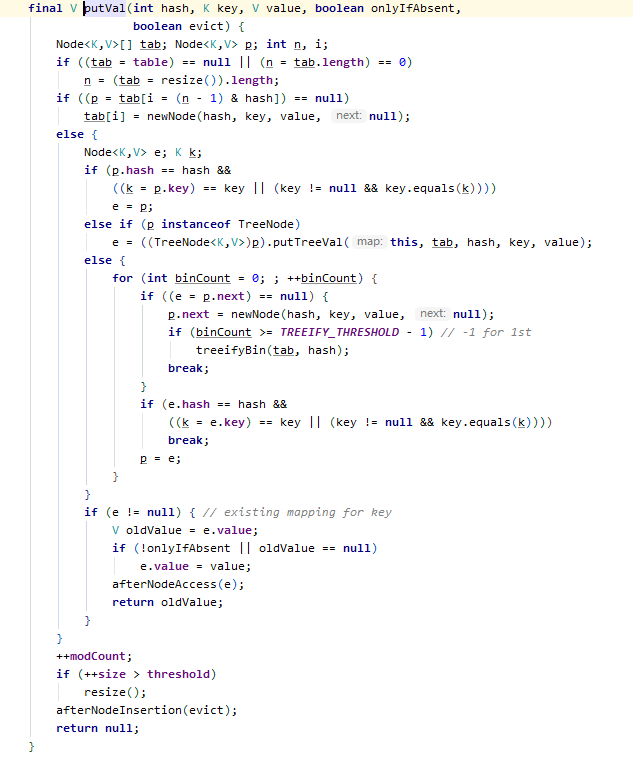 final V putVal(int hash, K key, V value, boolean onlyIfAbsent,
               boolean evict) {
    Node<K,V>[] tab; Node<K,V> p; int n, i;
    if ((tab = table) == null || (n = tab.length) == 0)
        n = (tab = resize()).length;
    if ((p = tab[i = (n - 1) & hash]) == null)
        tab[i] = newNode(hash, key, value, next: null);
    else {
        Node<K,V> e; K k;
        if (p.hash == hash &&
            ((k = p.key) == key || (key != null && key.equals(k))))
            e = p;
        else if (p instanceof TreeNode)
            e = ((TreeNode<K,V>)p).putTreeVal( map: this, tab, hash, key, value);
        else {
            for (int binCount = 0; ; ++binCount) {
                if ((e = p.next) == null) {
                    p.next = newNode(hash, key, value, next: null);
                    if (binCount >= TREEIFY_THRESHOLD - 1) // -1 for 1st
                        treeifyBin(tab, hash);
                    break;
                }
                if (e.hash == hash &&
                    ((k = e.key) == key || (key != null && key.equals(k))))
                    break;
                p = e;
            }
        }
        if (e != null) { // existing mapping for key
            V oldValue = e.value;
            if (!onlyIfAbsent || oldValue == null)
                e.value = value;
            afterNodeAccess(e);
            return oldValue;
        }
    }
    ++modCount;
    if (++size > threshold)
        resize();
    afterNodeInsertion(evict);
    return null;
}